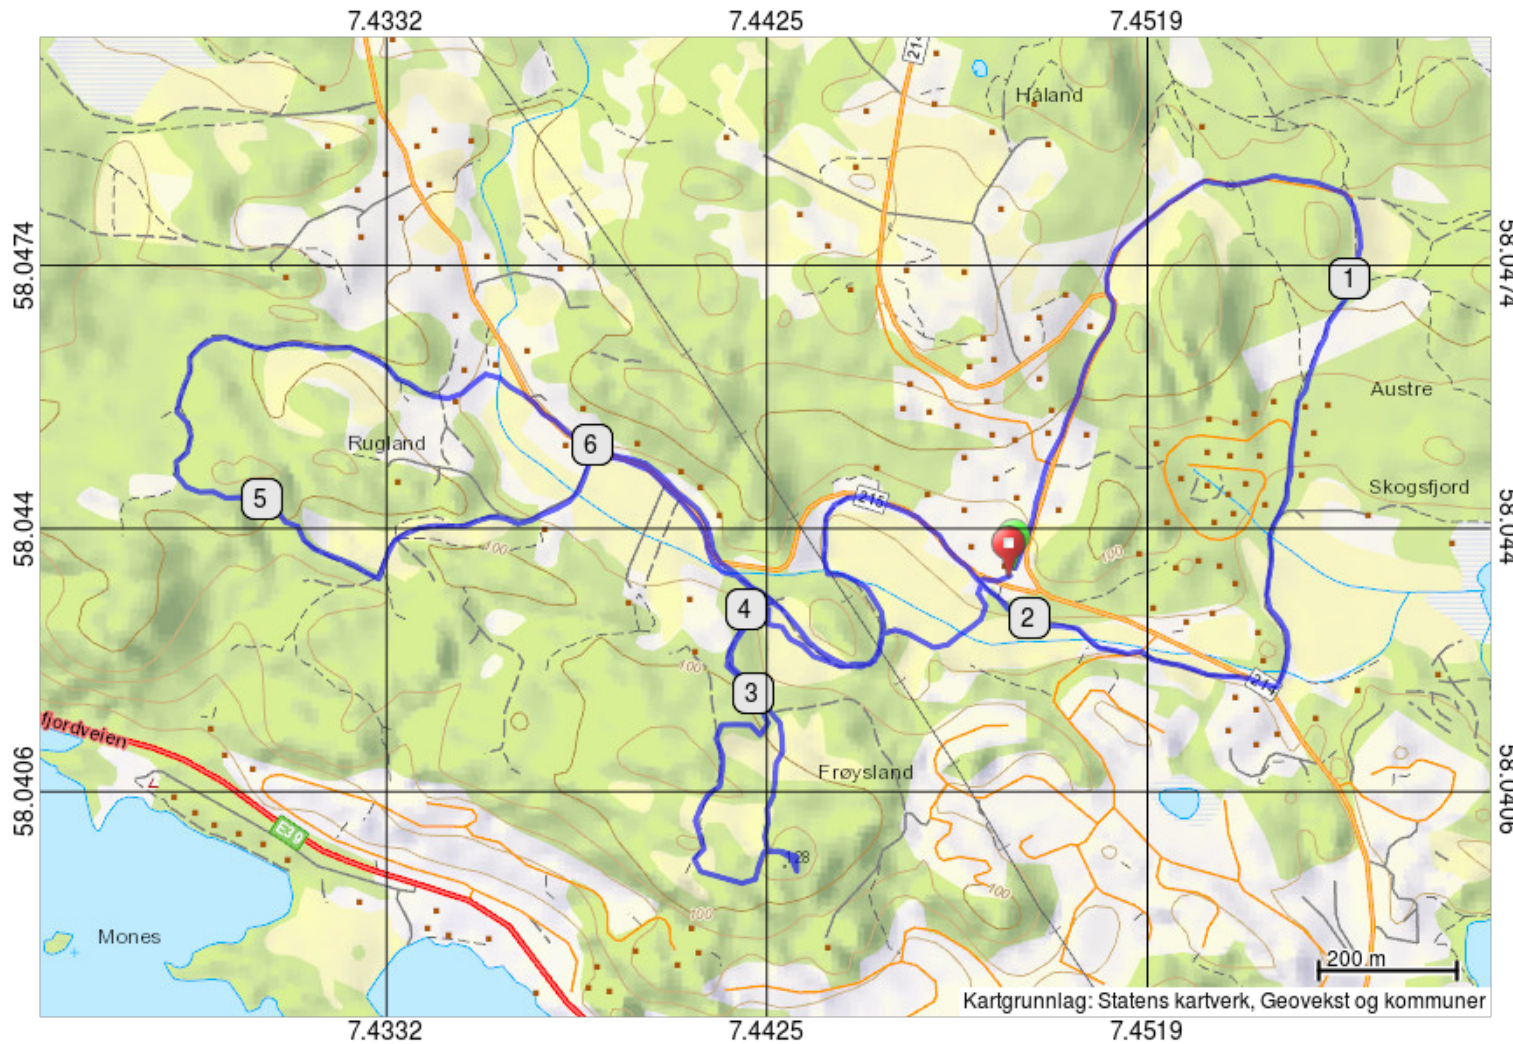 7.4332
7.4425
7.4519
214
Håland
58.0474
58.0474
1
Austre
Rugland
6
5
Skogsfjord
215
58.044
58.044
100
100
4
2
100
3
214
fjordveien
Frøysland
58.0406
58.0406
E39
128
100
100
Mones
200 m
Kartgrunnlag: Statens kartverk, Geovekst og kommuner
7.4332
7.4425
7.4519